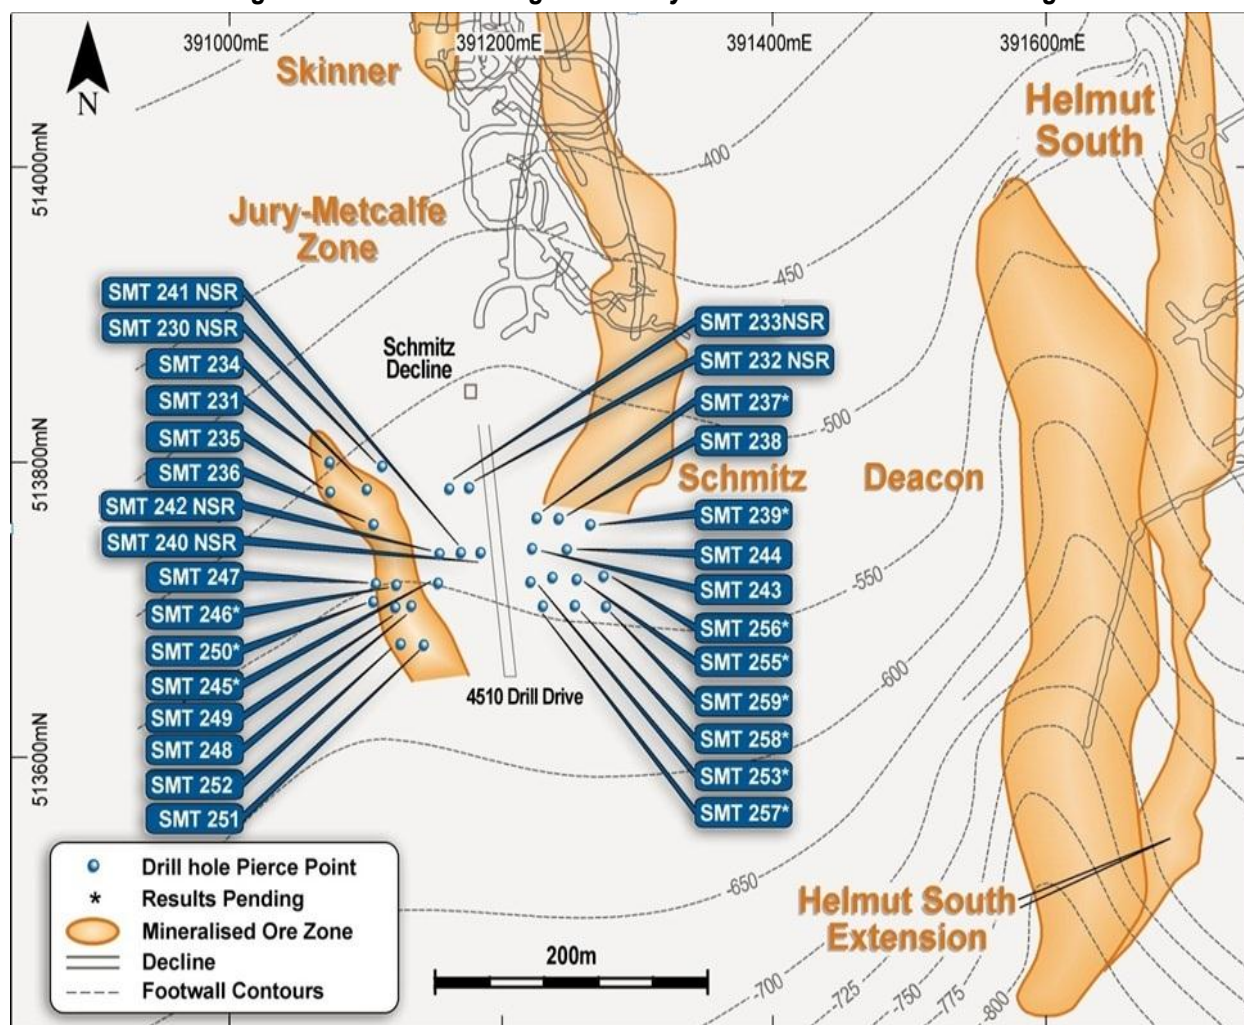 391000mE
391200mE
391400mE
391600mE
N
Skinner
Helmut
South
514000mN
-400
Jury-Metcalfe
Zone
-450
SMT 241 NSR
SMT 230 NSR
SMT 234
SMT 231
SMT 235
SMT 236
SMT 242 NSR
SMT 240 NSR
SMT 247
SMT 246*
SMT 250*
SMT 245*
SMT 249
SMT 248
SMT 252
SMT 251
Schmitz
Decline
SMT 233NSR
SMT 232 NSR
SMT 237*
SMT 238
-500
513800mN
Schmitz
Deacon
SMT 239*
SMT 244
SMT 243
SMT 256*
SMT 255*
SMT 259*
SMT 258*
SMT 253*
SMT 257*
-550
-600
4510 Drill Drive
513600mN
-650
Helmut South
Extension
Drill hole Pierce Point
* Results Pending
Mineralised Ore Zone
Decline
Footwall Contours
200m
-700
-725
-750
-775
-800